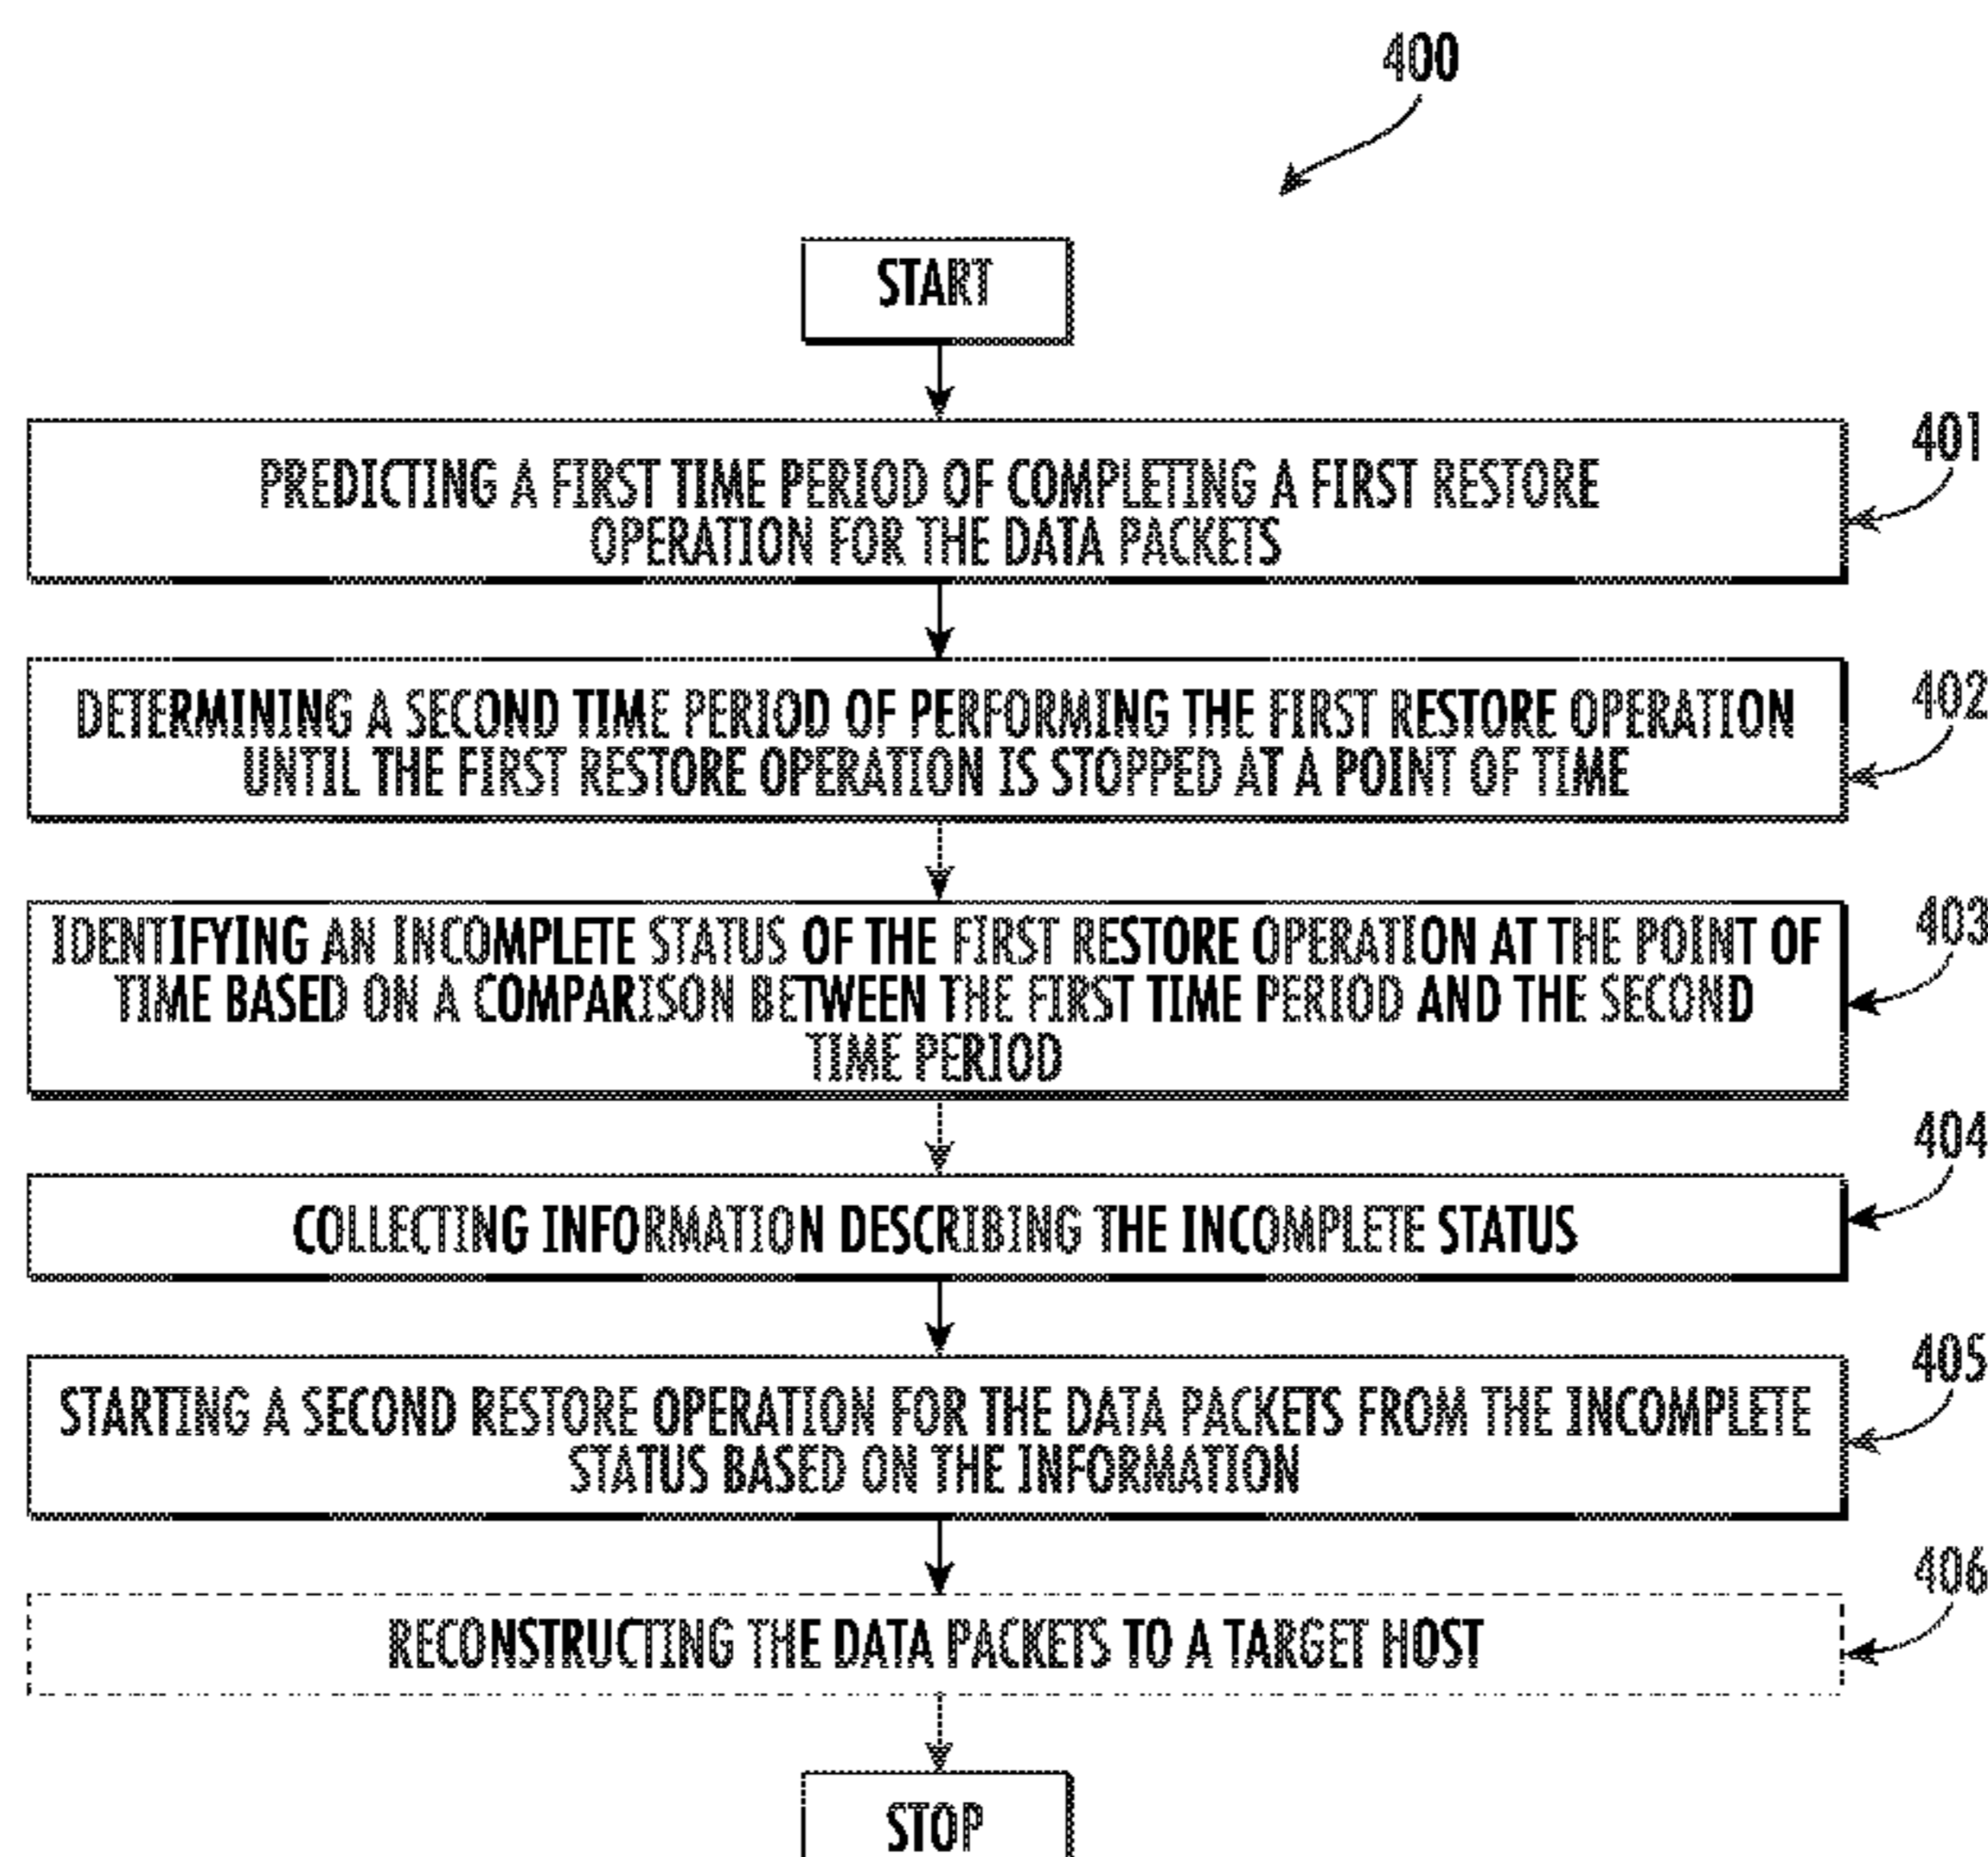 400
START
PREDICTING A FIRST TIME PERIOD OF COMPLETING A FIRST RESTORE
OPERATION FOR THE DATA PACKETS
401
DETERMINING A SECOND TIME PERIOD OF PERFORMING THE FIRST RESTORE OPERATION
UNTIL THE FIRST RESTORE OPERATION IS STOPPED AT A POINT OF TIME
402
IDENTIFYING AN INCOMPLETE STATUS OF THE FIRST RESTORE OPERATION AT THE POINT OF
TIME BASED ON A COMPARISON BETWEEN THE FIRST TIME PERIOD AND THE SECOND
TIME PERIOD
403
COLLECTING INFORMATION DESCRIBING THE INCOMPLETE STATUS
404
STARTING A SECOND RESTORE OPERATION FOR THE DATA PACKETS FROM THE INCOMPLETE
STATUS BASED ON THE INFORMATION
405
RECONSTRUCTING THE DATA PACKETS TO A TARGET HOST
406
STOP